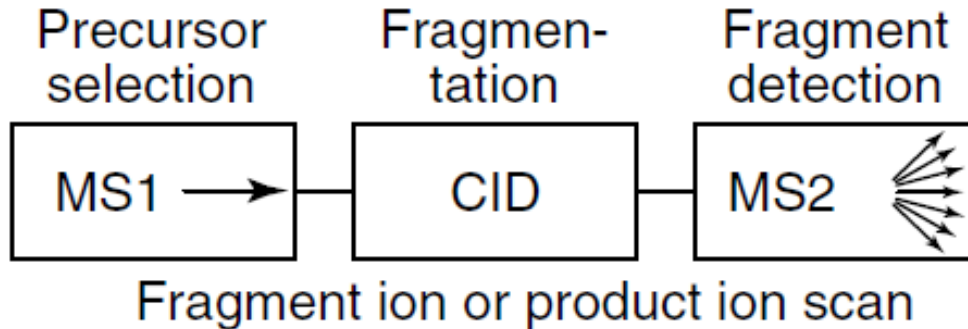 Precursor
selection
Fragmen-
tation
Fragment
detection
MS1
CID
MS2
Fragment ion or product ion scan